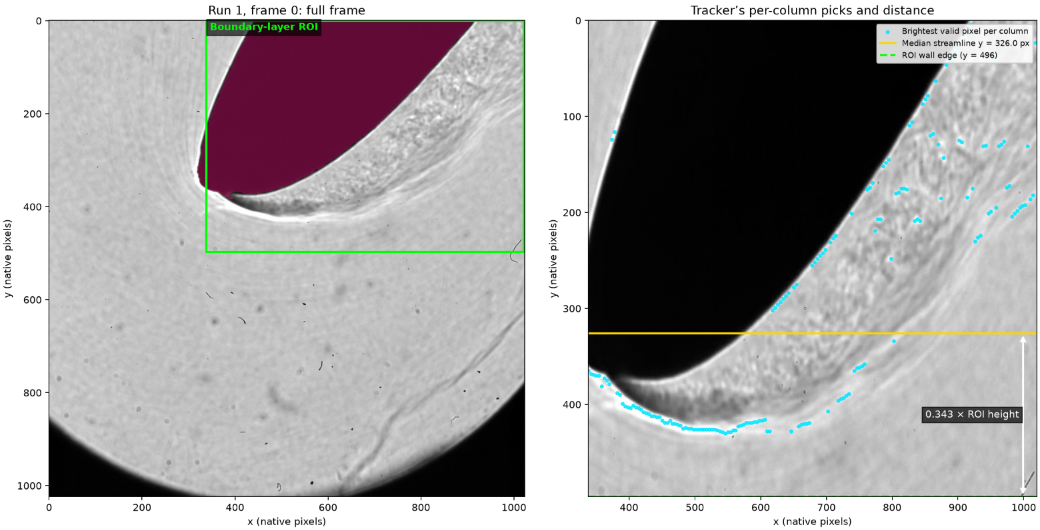 Run 1, frame 0: full frame
Boundary-layer ROI
y (native pixels)
0
200
400
600
800
1000
0 200 400 600 800 1000
x (native pixels)
Tracker's per-column picks and distance
Brightest valid pixel per column
Median streamline y = 326.0 px
ROI wall edge (y = 496)
0.343 × ROI height
y (native pixels)
0
100
200
300
400
400 500 600 700 800 900 1000
x (native pixels)